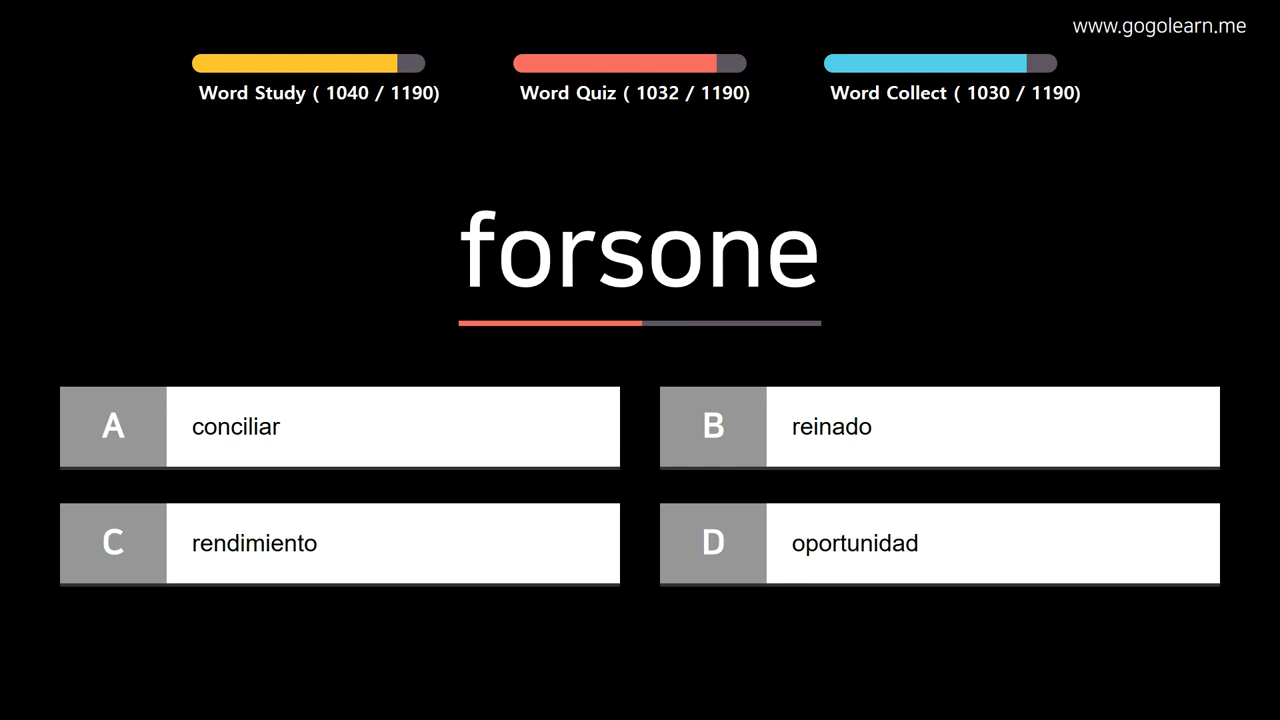 www.gogolearn.me
Word Study ( 1040 / 1190)
Word Quiz ( 1032 / 1190)
Word Collect ( 1030 / 1190)
forsone
A conciliar
B reinado
C rendimiento
D oportunidad